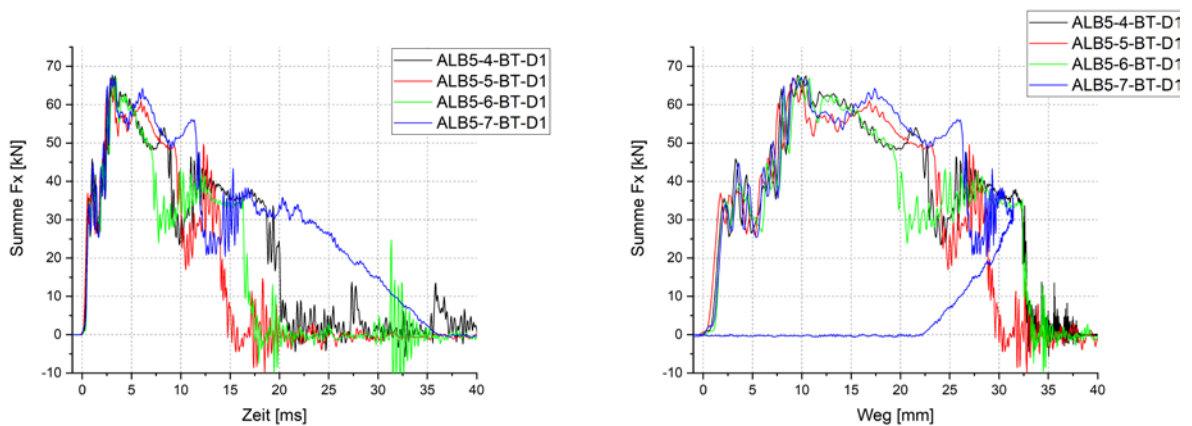 ALB5-4-BT-D1
ALB5-5-BT-D1
ALB5-6-BT-D1
ALB5-7-BT-D1
70
60
50
40
30
20
10
0
-10
Summe Fx [kN]
0 5 10 15 20 25 30 35 40
Zeit [ms]
ALB5-4-BT-D1
ALB5-5-BT-D1
ALB5-6-BT-D1
ALB5-7-BT-D1
70
60
50
40
30
20
10
0
-10
Summe Fx [kN]
0 5 10 15 20 25 30 35 40
Weg [mm]